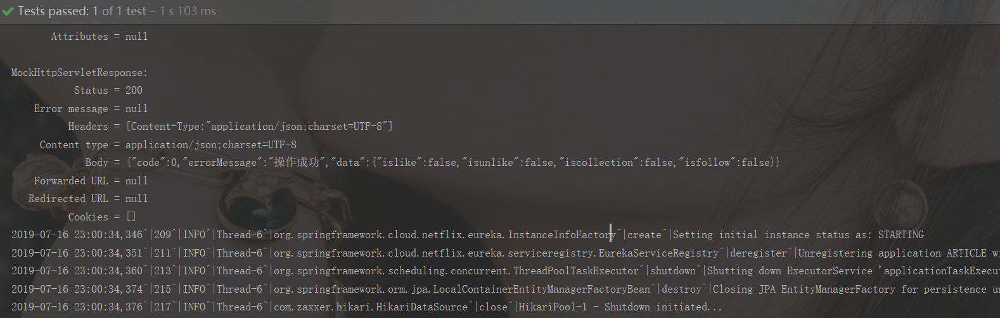 Tests passed: 1 of 1 test – 1 s 103 ms
Attributes = null
MockHttpServletResponse:
Status = 200
Error message = null
Headers = [Content-Type:"application/json;charset=UTF-8"]
Content type = application/json;charset=UTF-8
Body = {"code":0,"errorMessage":"操作成功","data":{"islike":false,"isunlike":false,"iscollection":false,"isfollow":false}}
Forwarded URL = null
Redirected URL = null
Cookies = []
2019-07-16 23:00:34,346^|209^|INFO^|Thread-6^|org.springframework.cloud.netflix.eureka.InstanceInfoFactory^|create^|Setting initial instance status as: STARTING
2019-07-16 23:00:34,351^|211^|INFO^|Thread-6^|org.springframework.cloud.netflix.eureka.serviceregistry.EurekaServiceRegistry^|deregister^|Unregistering application ARTICLE wi
2019-07-16 23:00:34,360^|213^|INFO^|Thread-6^|org.springframework.scheduling.concurrent.ThreadPoolTaskExecutor^|shutdown^|Shutting down ExecutorService 'applicationTaskExecut
2019-07-16 23:00:34,374^|215^|INFO^|Thread-6^|org.springframework.orm.jpa.LocalContainerEntityManagerFactoryBean^|destroy^|Closing JPA EntityManagerFactory for persistence un
2019-07-16 23:00:34,376^|217^|INFO^|Thread-6^|com.zaxxer.hikari.HikariDataSource^|close^|HikariPool-1 - Shutdown initiated...